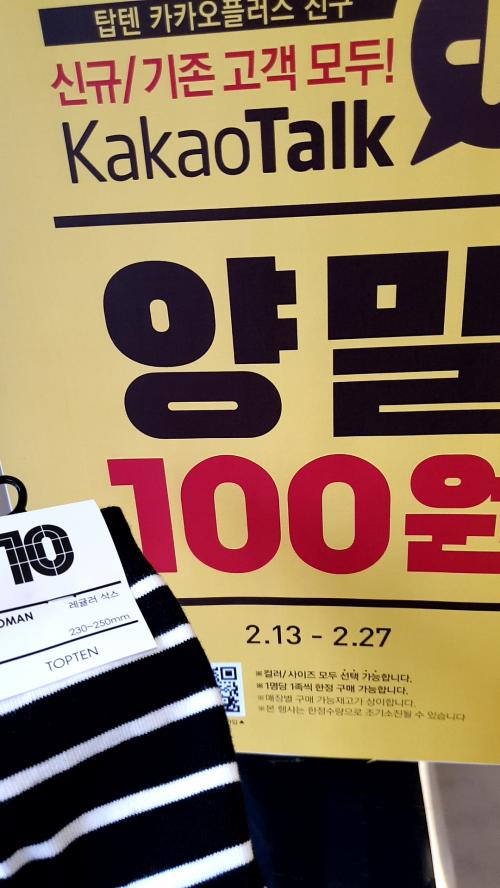 탑텐 카카오플러스 친구
신규/기존 고객 모두!
KakaoTalk
양말
100원
2.13 - 2.27
※컬러/사이즈 모두 선택 가능합니다.
※1명당 1족씩 한정 구매 가능합니다.
※매장별 구매 가능재고가 상이합니다.
※본 행사는 한정수량으로 조기소진될 수 있습니다
10
레귤러 삭스
230~250mm
TOPTEN